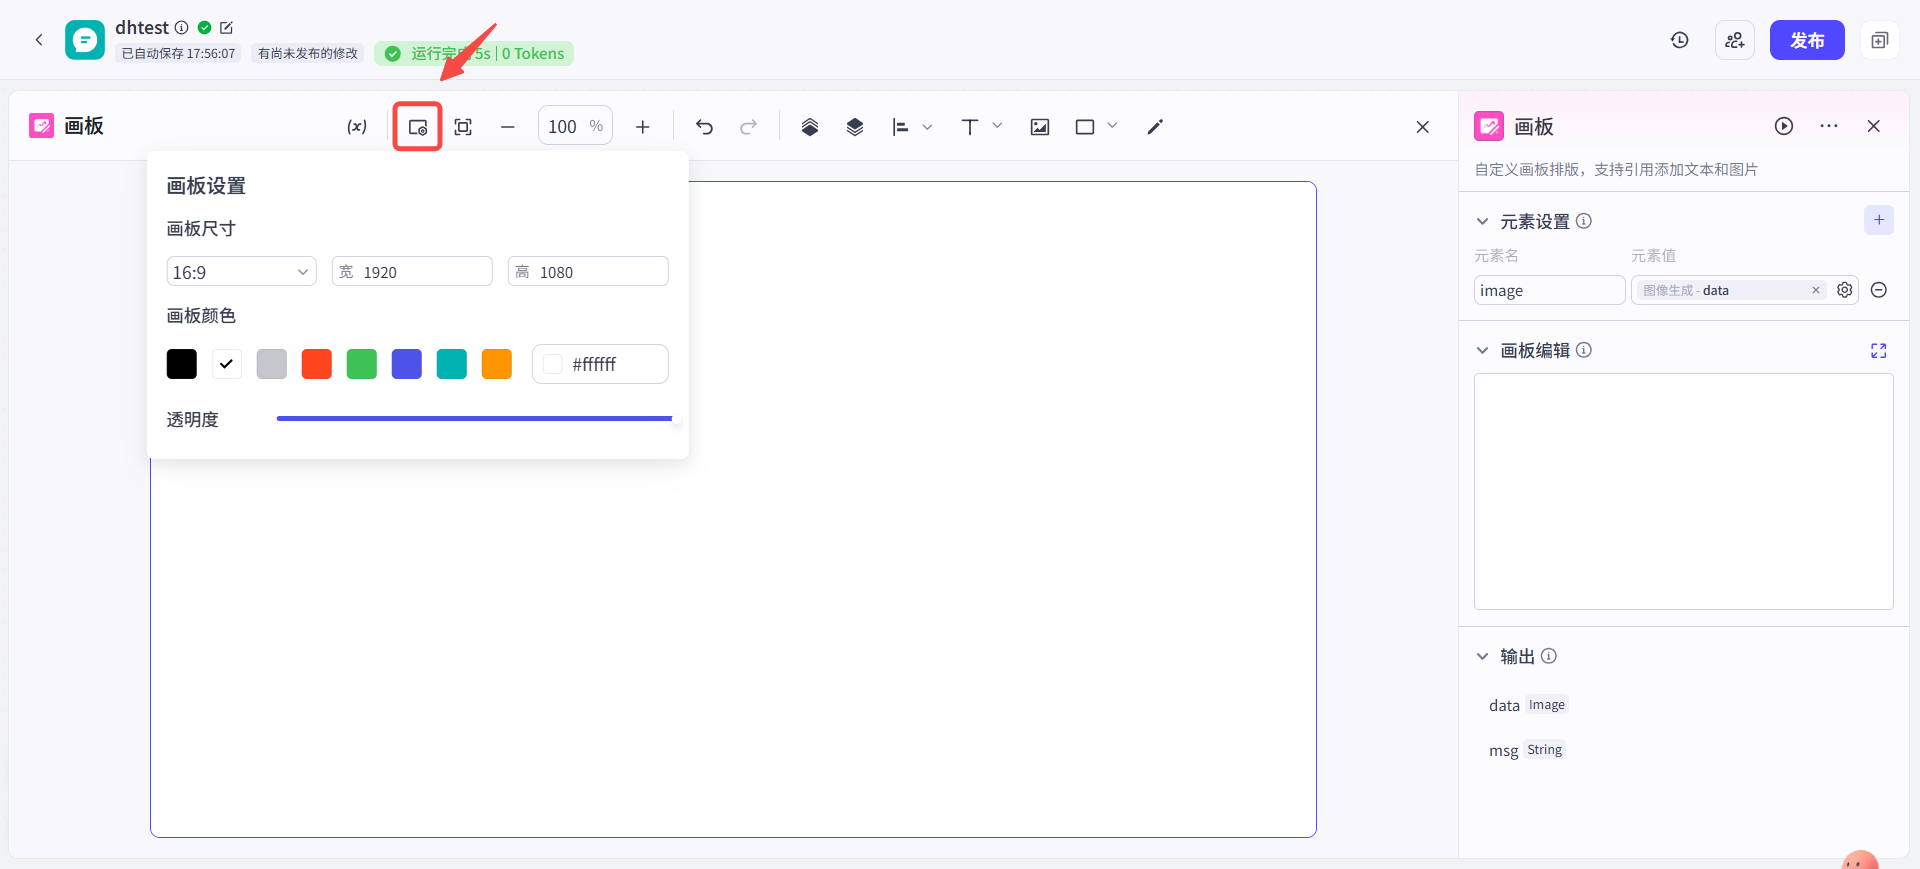 dhtest
已自动保存 17:56:07 有尚未发布的修改 运行完 5s | 0 Tokens
发布
画板
(x)
100 %
画板设置
画板尺寸
16:9 宽 1920 高 1080
画板颜色
#ffffff
透明度
画板
自定义画板排版，支持引用添加文本和图片
元素设置
元素名 元素值
image 图像生成 - data
画板编辑
输出
data Image
msg String